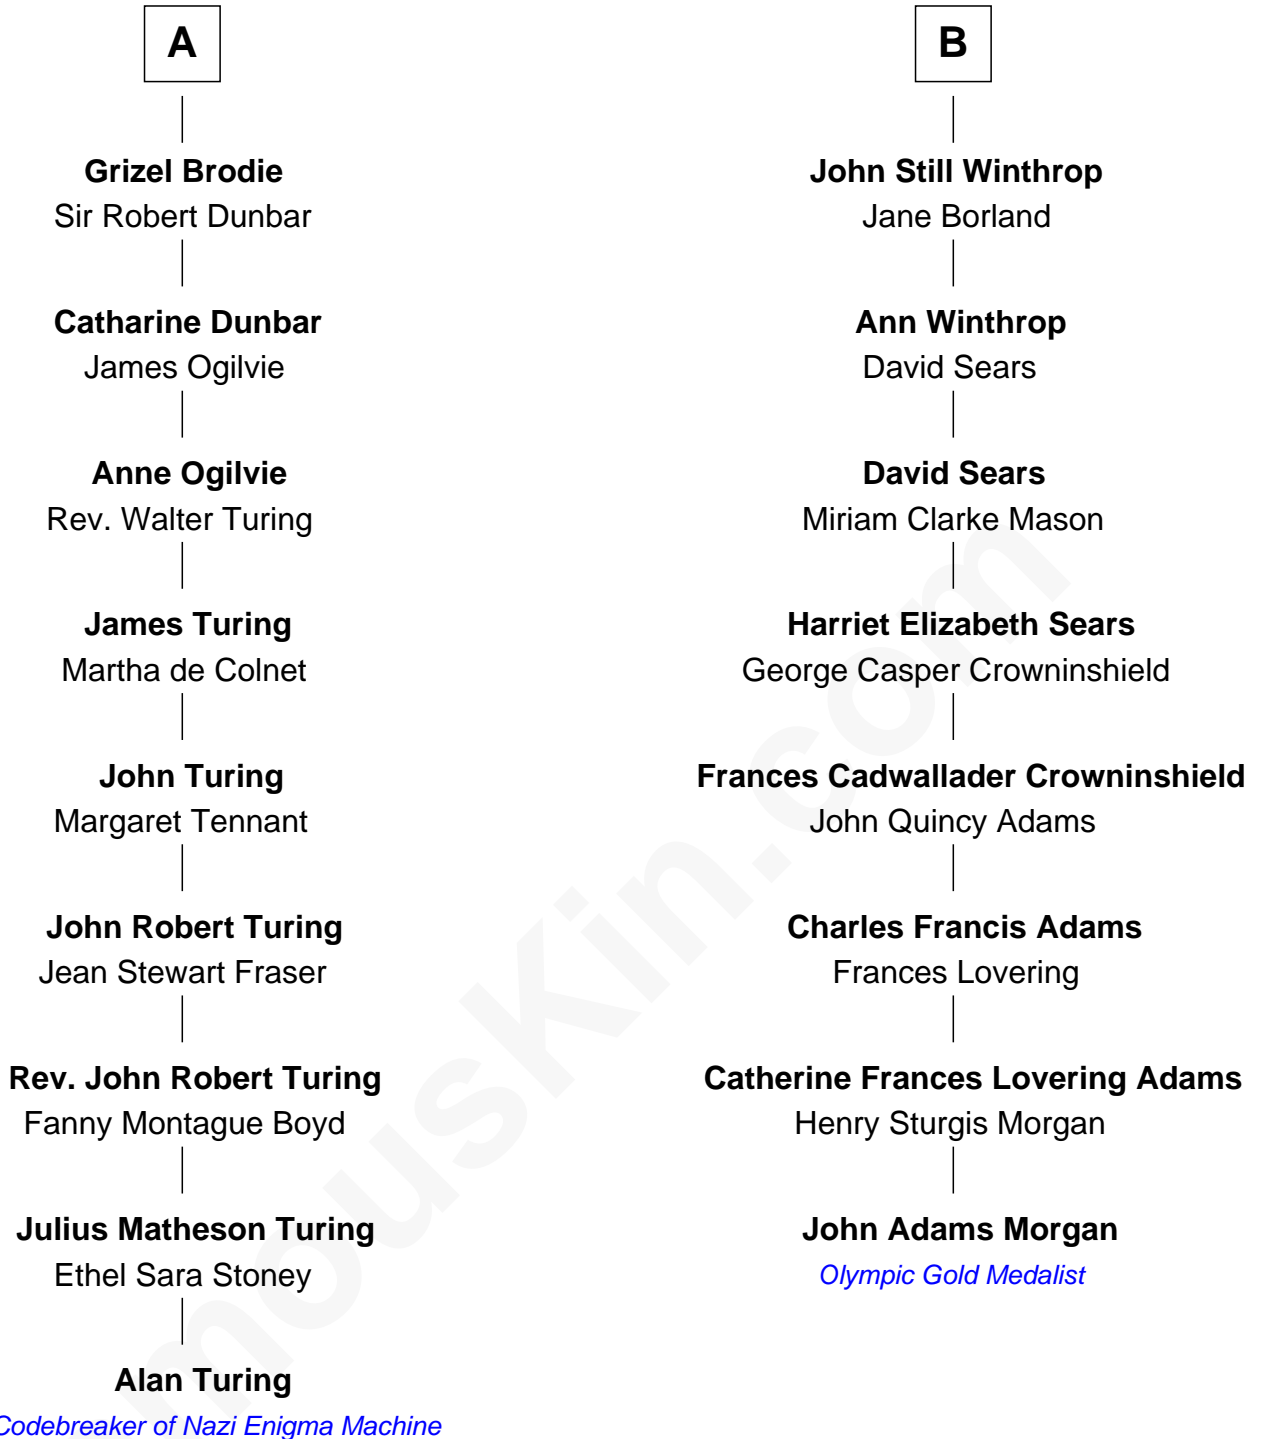 A
Grizel Brodie
Sir Robert Dunbar
Catharine Dunbar
James Ogilvie
Anne Ogilvie
Rev. Walter Turing
James Turing
Martha de Colnet
John Turing
Margaret Tennant
John Robert Turing
Jean Stewart Fraser
Rev. John Robert Turing
Fanny Montague Boyd
Julius Matheson Turing
Ethel Sara Stoney
Alan Turing
Codebreaker of Nazi Enigma Machine
B
John Still Winthrop
Jane Borland
Ann Winthrop
David Sears
David Sears
Miriam Clarke Mason
Harriet Elizabeth Sears
George Casper Crowninshield
Frances Cadwallader Crowninshield
John Quincy Adams
Charles Francis Adams
Frances Lovering
Catherine Frances Lovering Adams
Henry Sturgis Morgan
John Adams Morgan
Olympic Gold Medalist
mousKin.com